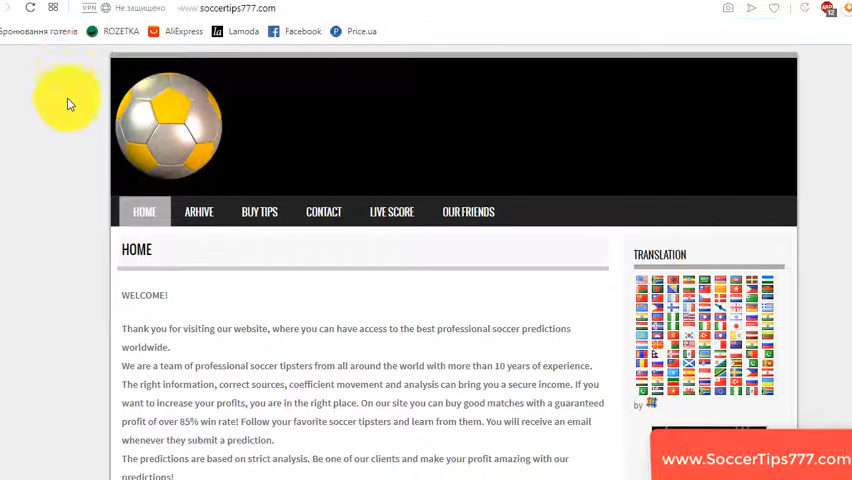 VPN Не защищено www.soccertips777.com
Бронювання готелів ROZETKA AliExpress la Lamoda Facebook P Price.ua
12
HOME ARHIVE BUY TIPS CONTACT LIVE SCORE OUR FRIENDS
HOME
WELCOME!
Thank you for visiting our website, where you can have access to the best professional soccer predictions
worldwide.
We are a team of professional soccer tipsters from all around the world with more than 10 years of experience.
The right information, correct sources, coefficient movement and analysis can bring you a secure income. If you
want to increase your profits, you are in the right place. On our site you can buy good matches with a guaranteed
profit of over 85% win rate! Follow your favorite soccer tipsters and learn from them. You will receive an email
whenever they submit a prediction.
The predictions are based on strict analysis. Be one of our clients and make your profit amazing with our
predictions!
TRANSLATION
by
www.SoccerTips777.com